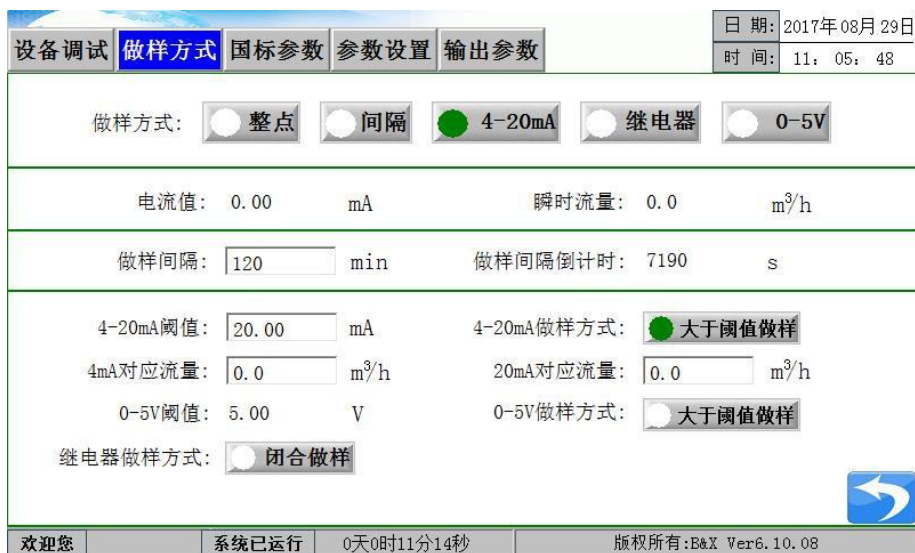 日 期: 2017年08月29日
设备调试 做样方式 国标参数 参数设置 输出参数
时 间: 11: 05: 48
做样方式: 整点 间隔 4-20mA 继电器 0-5V
电流值: 0.00 mA 瞬时流量: 0.0 m³/h
做样间隔: 120 min 做样间隔倒计时: 7190 s
4-20mA阈值: 20.00 mA 4-20mA做样方式: 大于阈值做样
4mA对应流量: 0.0 m³/h 20mA对应流量: 0.0 m³/h
0-5V阈值: 5.00 V 0-5V做样方式: 大于阈值做样
继电器做样方式: 闭合做样
欢迎您 系统已运行 0天0时11分14秒 版权所有:B&X Ver6.10.08